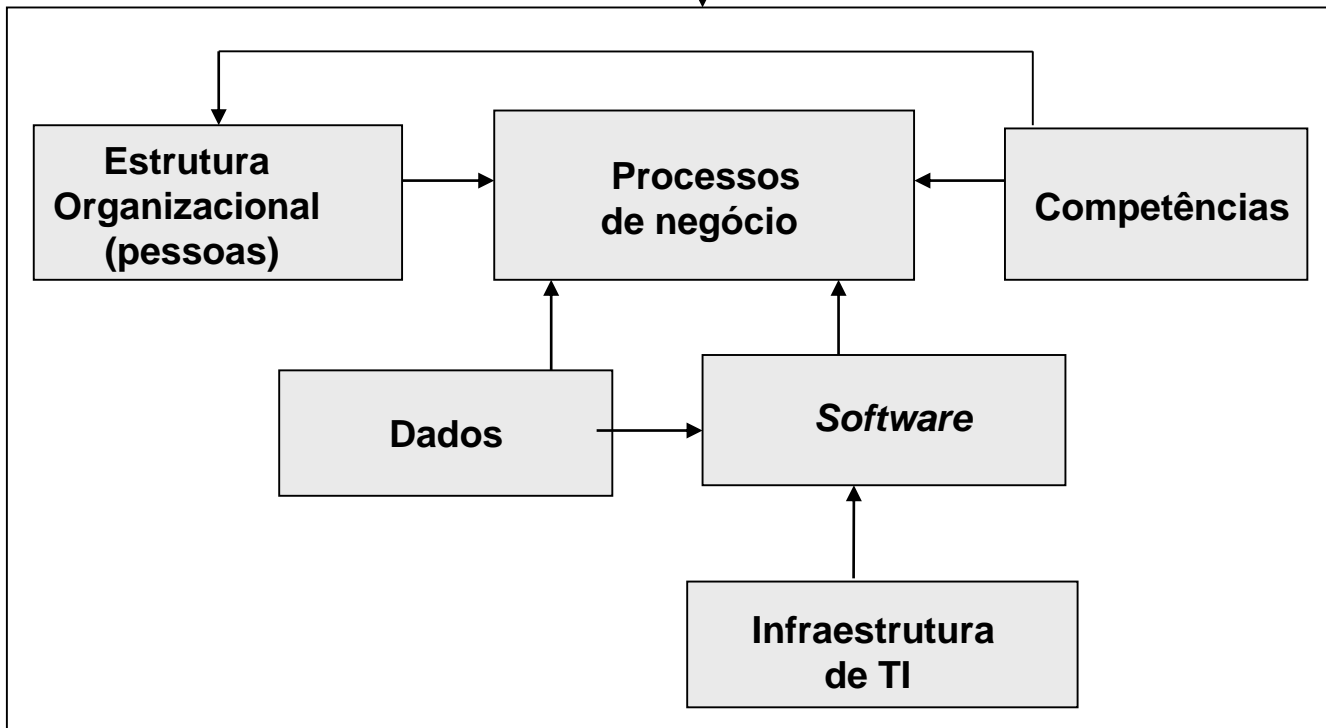 Estrutura
Organizacional
(pessoas)
Processos
de negócio
Competências
Dados
Software
Infraestrutura
de TI